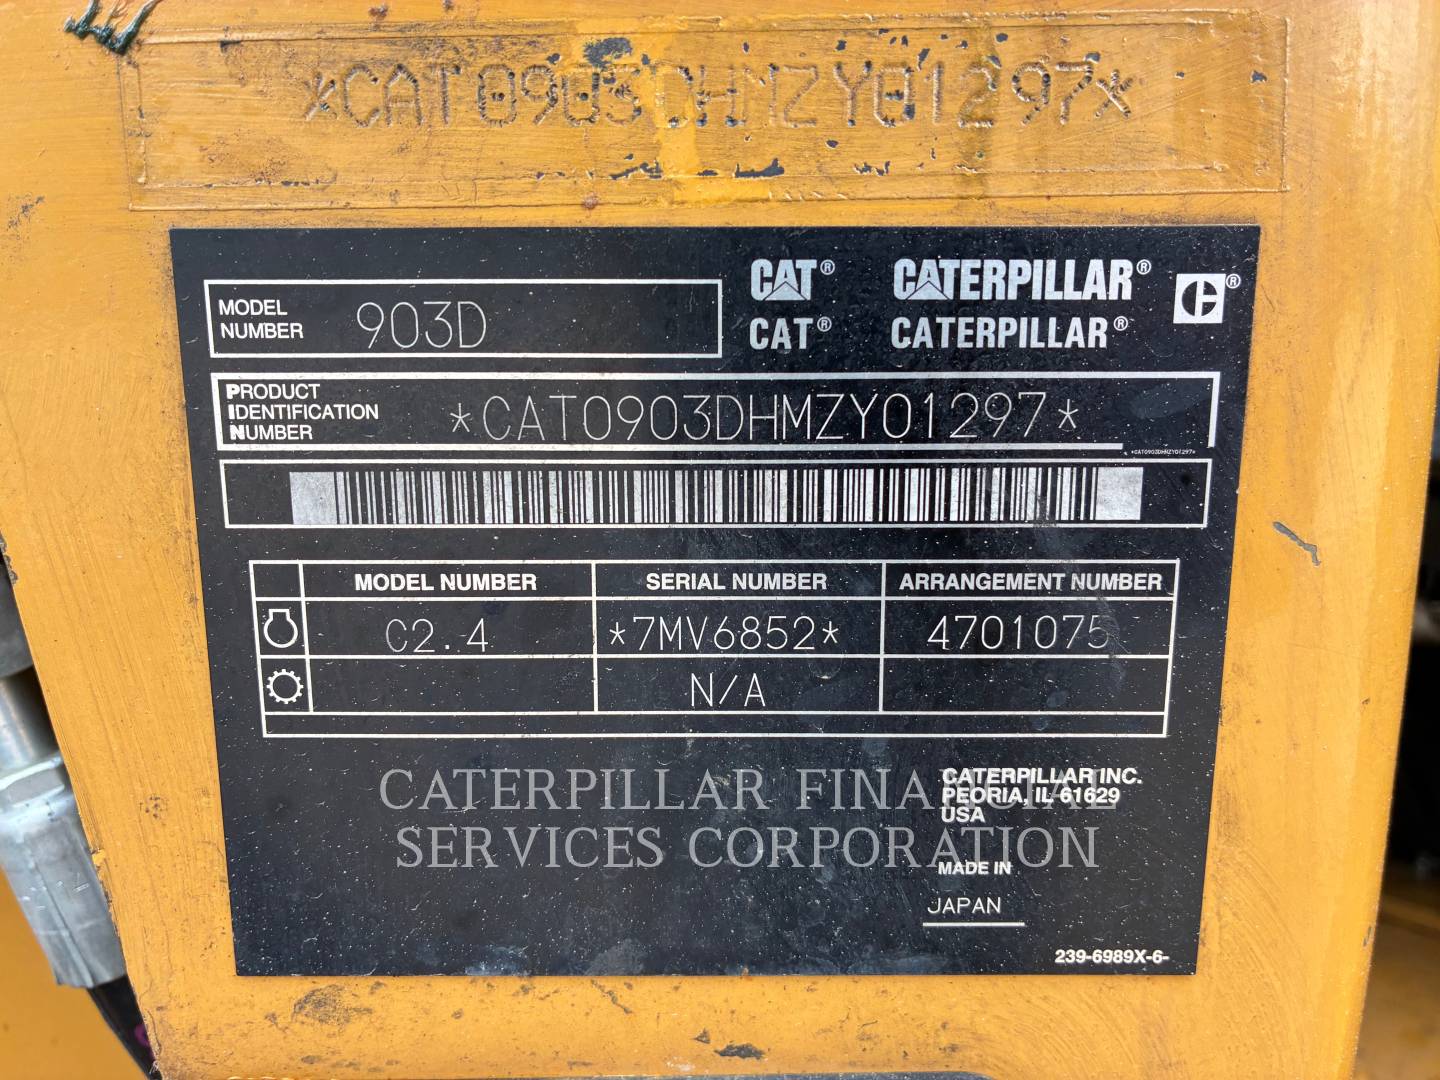 *CAT0903DHMZY01297*
CAT® CATERPILLAR® ®
CAT® CATERPILLAR®
MODEL NUMBER 903D
PRODUCT IDENTIFICATION NUMBER *CAT0903DHMZY01297*
*CAT0903DHMZY01297*
MODEL NUMBER SERIAL NUMBER ARRANGEMENT NUMBER
C2.4 *7MV6852* 4701075
N/A
CATERPILLAR FINANCIAL
SERVICES CORPORATION
CATERPILLAR INC.
PEORIA, IL 61629
USA
MADE IN
JAPAN
239-6989X-6-